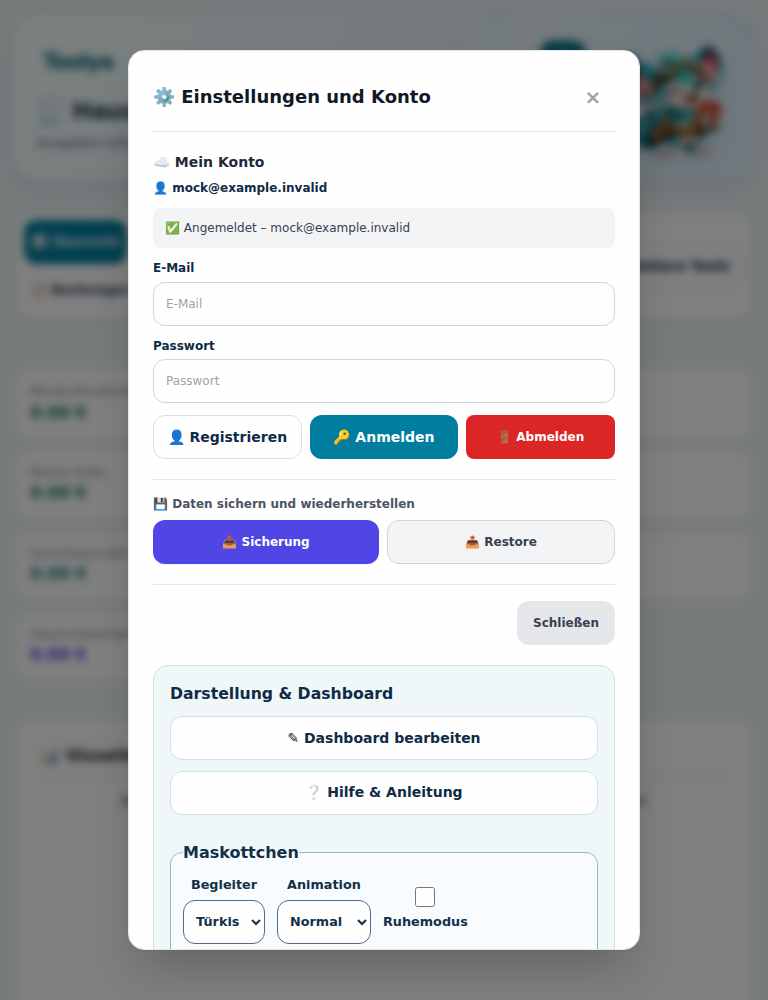 ⚙️ Einstellungen und Konto ✕
☁️ Mein Konto
👤 mock@example.invalid
✅ Angemeldet – mock@example.invalid
E-Mail
E-Mail
Passwort
Passwort
👤 Registrieren 🔑 Anmelden 🚪 Abmelden
💾 Daten sichern und wiederherstellen
📥 Sicherung 📤 Restore
Schließen
Darstellung & Dashboard
✎ Dashboard bearbeiten
❔ Hilfe & Anleitung
Maskottchen
Begleiter Animation
Türkis Normal Ruhemodus